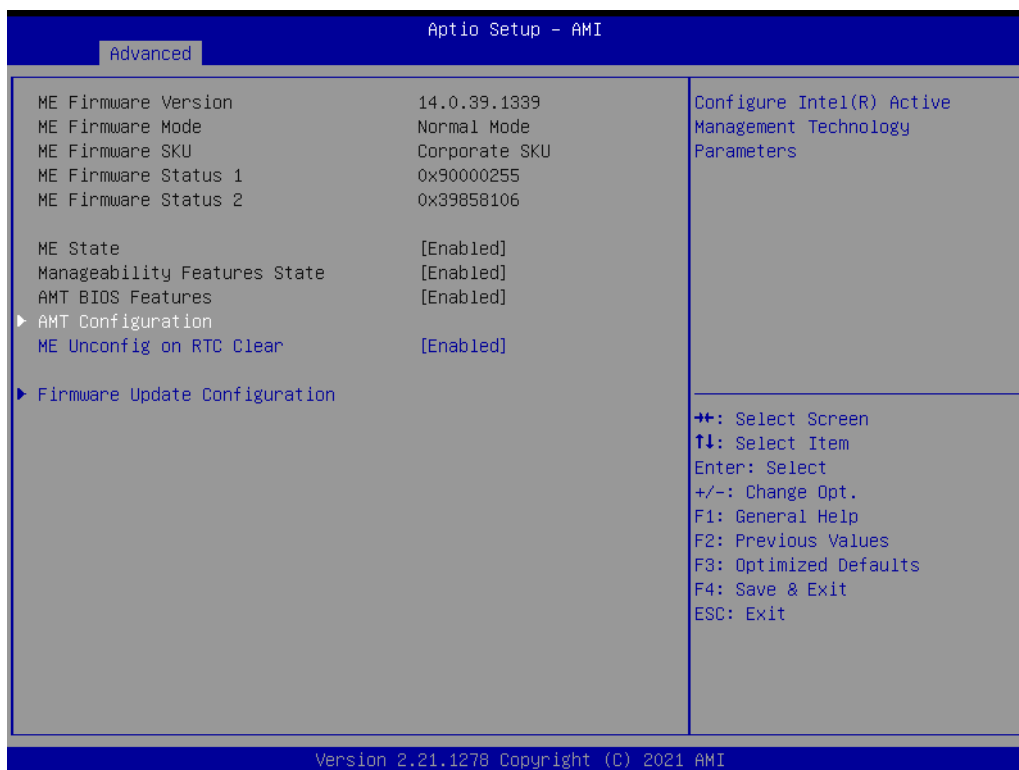 Aptio Setup - AMI
Advanced
ME Firmware Version 14.0.39.1339
ME Firmware Mode Normal Mode
ME Firmware SKU Corporate SKU
ME Firmware Status 1 0x90000255
ME Firmware Status 2 0x39858106
ME State [Enabled]
Manageability Features State [Enabled]
AMT BIOS Features [Enabled]
▶ AMT Configuration
ME Unconfig on RTC Clear [Enabled]
▶ Firmware Update Configuration
Configure Intel(R) Active
Management Technology
Parameters
→←: Select Screen
↑↓: Select Item
Enter: Select
+/-: Change Opt.
F1: General Help
F2: Previous Values
F3: Optimized Defaults
F4: Save & Exit
ESC: Exit
Version 2.21.1278 Copyright (C) 2021 AMI